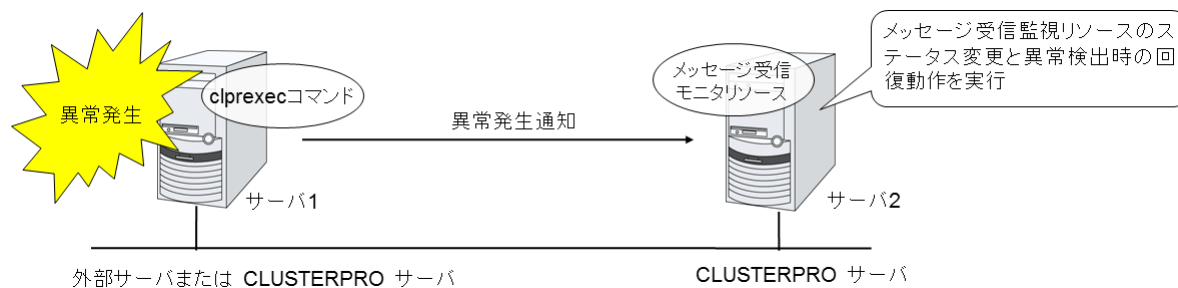 異常発生
clprexecコマンド
異常発生通知
メッセージ受信
モニタリソース
メッセージ受信監視リソースのス
テータス変更と異常検出時の回
復動作を実行
サーバ1
サーバ2
外部サーバまたは CLUSTERPRO サーバ
CLUSTERPRO サーバ